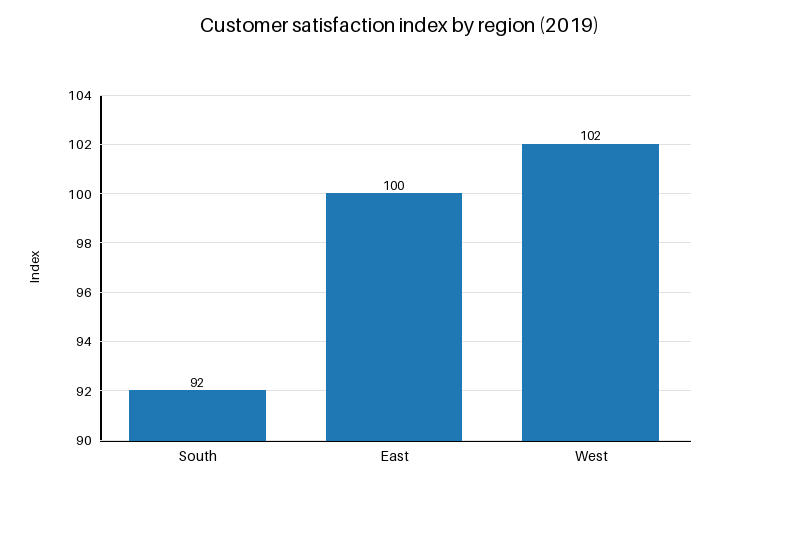 Customer satisfaction index by region (2019)
104
102
100
98
96
94
92
90
Index
92
100
102
South
East
West